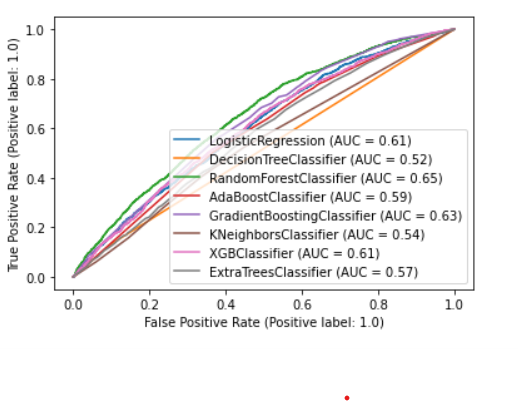 True Positive Rate (Positive label: 1.0)
1.0
0.8
0.6
0.4
0.2
0.0
LogisticRegression (AUC = 0.61)
DecisionTreeClassifier (AUC = 0.52)
RandomForestClassifier (AUC = 0.65)
AdaBoostClassifier (AUC = 0.59)
GradientBoostingClassifier (AUC = 0.63)
KNeighborsClassifier (AUC = 0.54)
XGBClassifier (AUC = 0.61)
ExtraTreesClassifier (AUC = 0.57)
0.0 0.2 0.4 0.6 0.8 1.0
False Positive Rate (Positive label: 1.0)